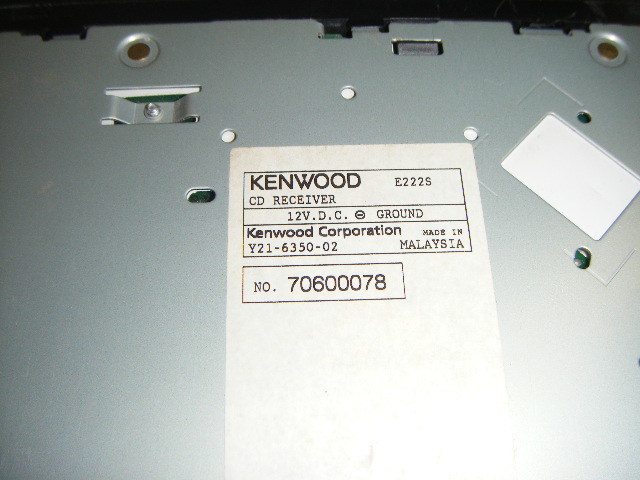 KENWOOD E222S
CD RECEIVER
12V.D.C. ⊖ GROUND
Kenwood Corporation MADE IN
Y21-6350-02 MALAYSIA
NO. 70600078